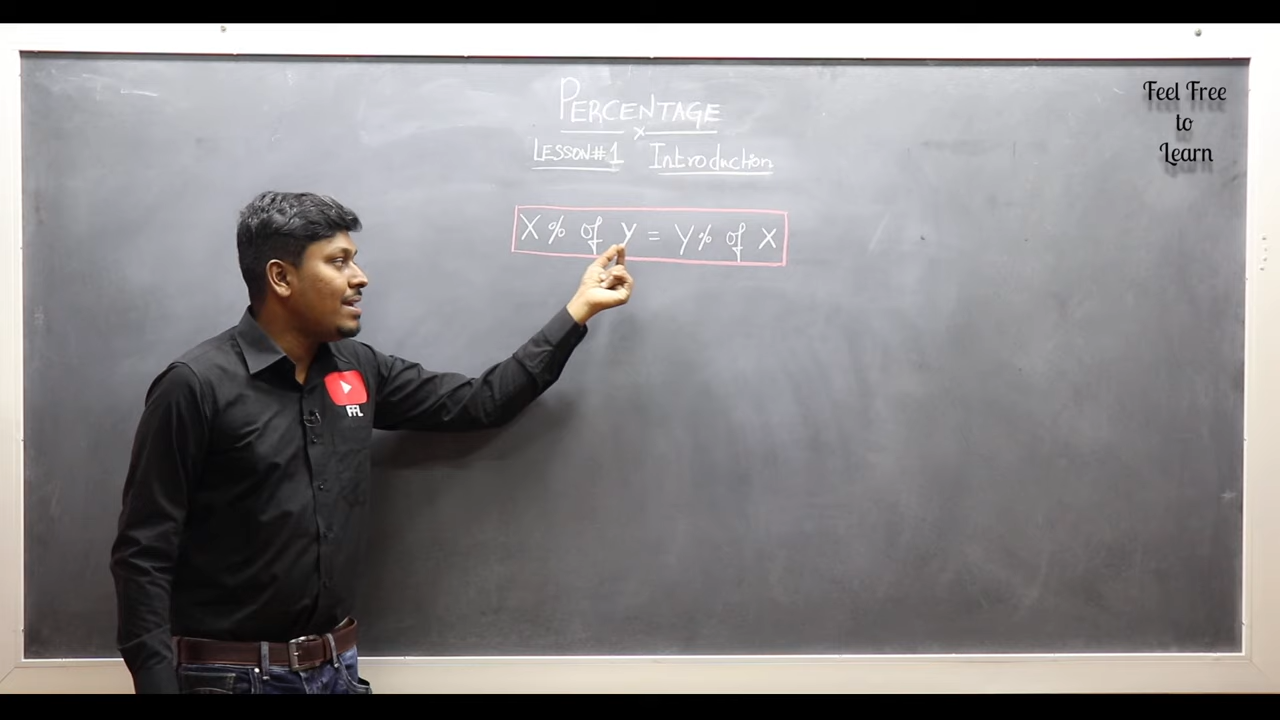 PERCENTAGE
LESSON#1 Introduction
X% of Y = Y% of X
Feel Free
to
Learn
FFL